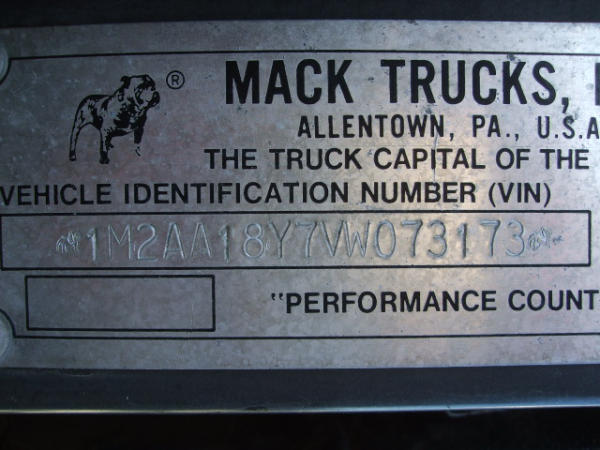 ®
MACK TRUCKS,
ALLENTOWN, PA., U.S.A
THE TRUCK CAPITAL OF THE
VEHICLE IDENTIFICATION NUMBER (VIN)
1M2AA18Y7VW073173
"PERFORMANCE COUNT